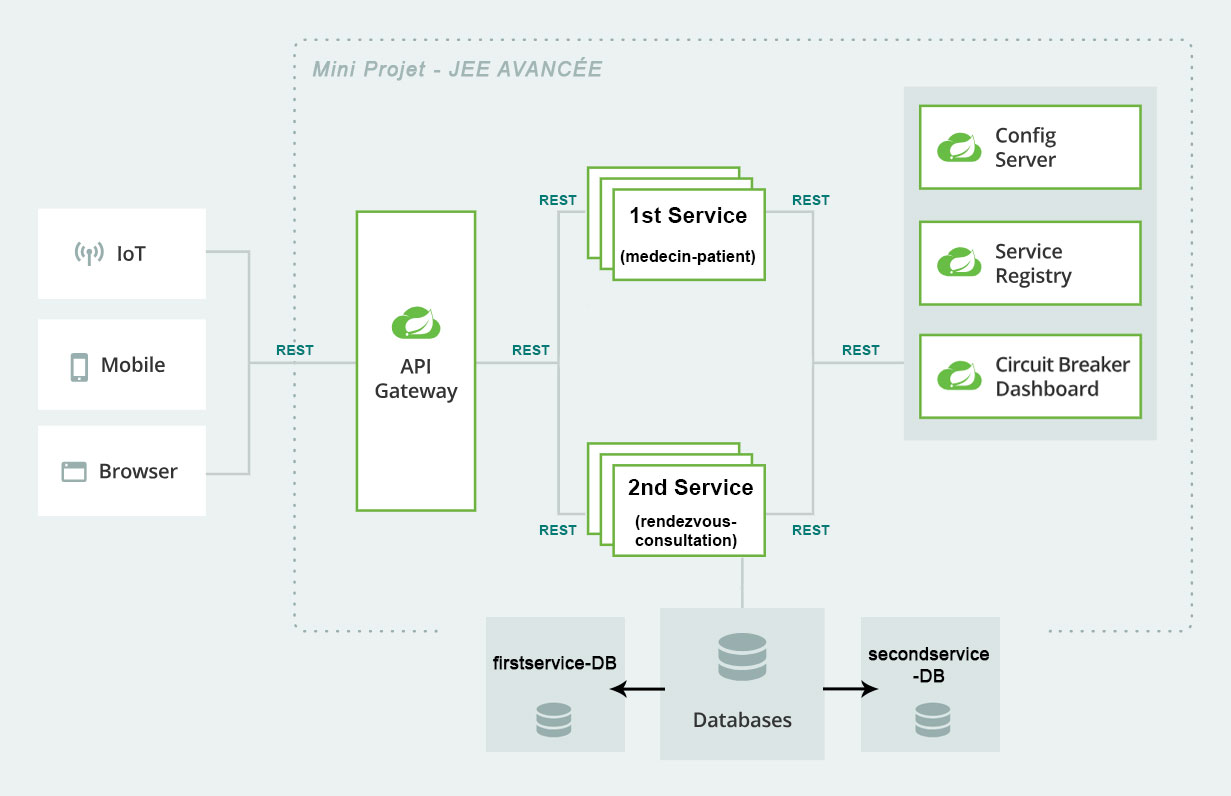 Mini Projet - JEE AVANCÉE
IoT
Mobile
Browser
REST
API
Gateway
REST
REST
1st Service
(medecin-patient)
REST
REST
2nd Service
(rendezvous-
consultation)
REST
REST
Config
Server
Service
Registry
Circuit Breaker
Dashboard
firstservice-DB
Databases
secondservice
-DB